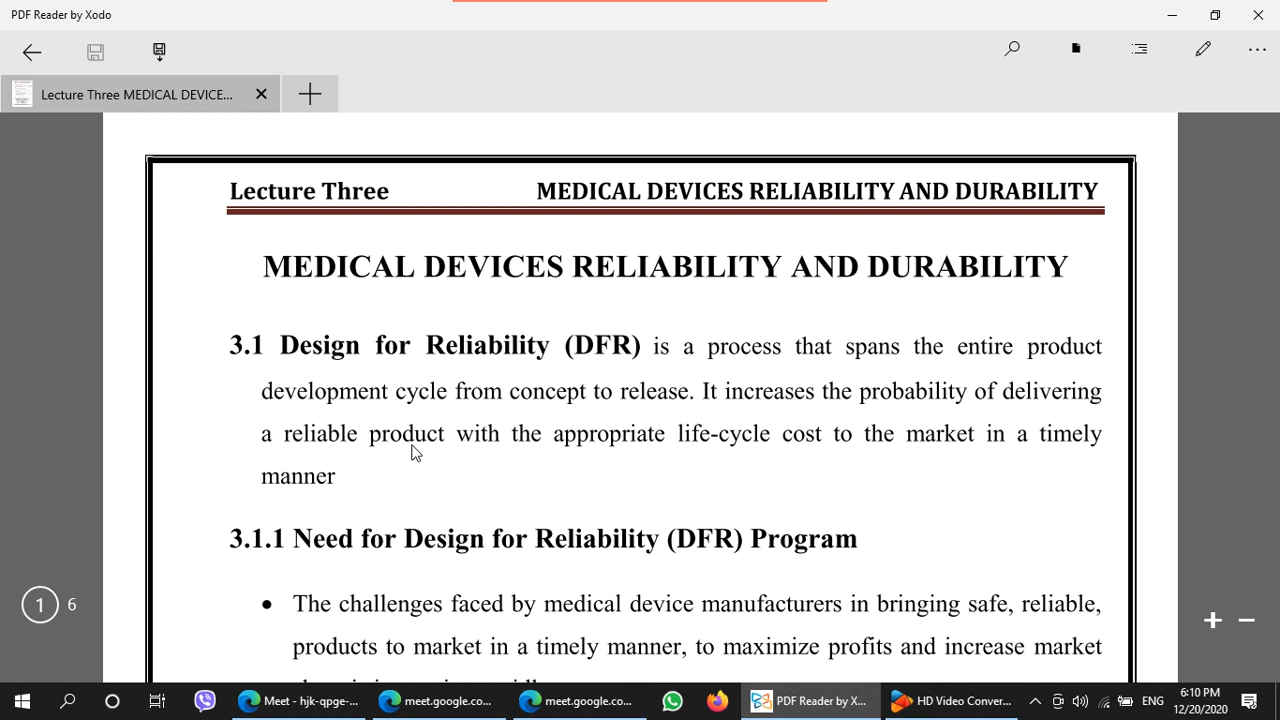 PDF Reader by Xodo
Lecture Three MEDICAL DEVICE...
Lecture Three MEDICAL DEVICES RELIABILITY AND DURABILITY
MEDICAL DEVICES RELIABILITY AND DURABILITY
3.1 Design for Reliability (DFR) is a process that spans the entire product
development cycle from concept to release. It increases the probability of delivering
a reliable product with the appropriate life-cycle cost to the market in a timely
manner
3.1.1 Need for Design for Reliability (DFR) Program
• The challenges faced by medical device manufacturers in bringing safe, reliable,
products to market in a timely manner, to maximize profits and increase market
1 6
Meet - hjk-qpge-... meet.google.co... meet.google.co... PDF Reader by X... HD Video Conver... ENG 6:10 PM
12/20/2020